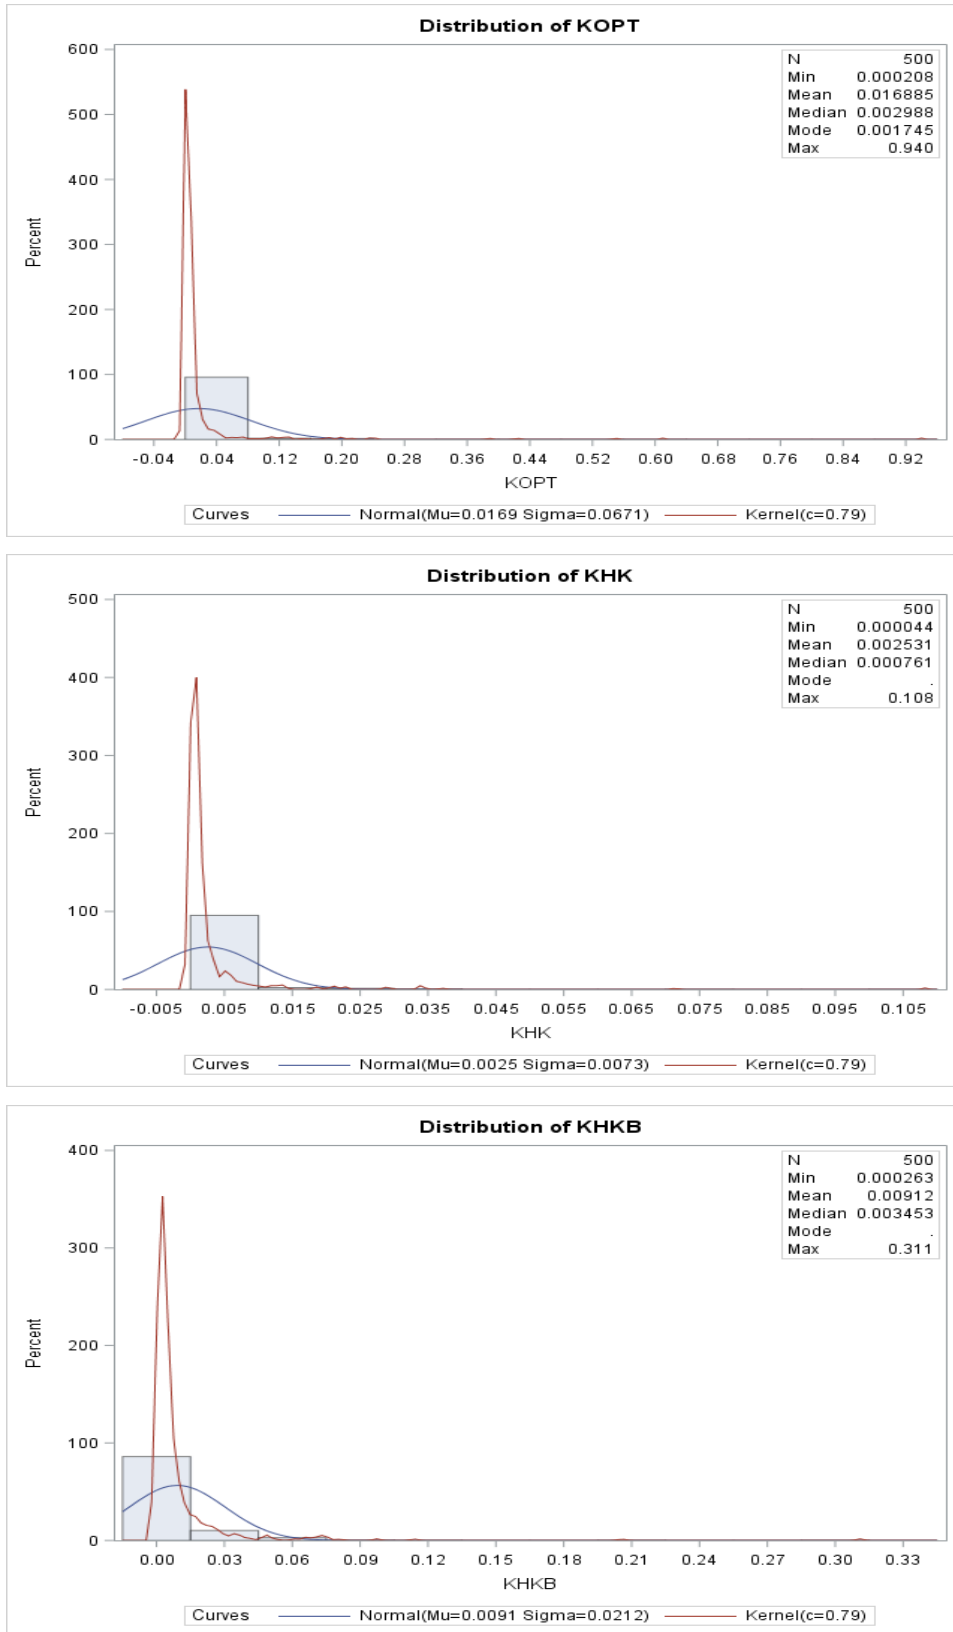 Distribution of KOPT
N 500
Min 0.000208
Mean 0.016885
Median 0.002988
Mode 0.001745
Max 0.940
600
500
400
300
200
100
0
Percent
-0.04 0.04 0.12 0.20 0.28 0.36 0.44 0.52 0.60 0.68 0.76 0.84 0.92
KOPT
Curves Normal(Mu=0.0169 Sigma=0.0671) Kernel(c=0.79)
Distribution of KHK
N 500
Min 0.000044
Mean 0.002531
Median 0.000761
Mode .
Max 0.108
500
400
300
200
100
0
Percent
-0.005 0.005 0.015 0.025 0.035 0.045 0.055 0.065 0.075 0.085 0.095 0.105
KHK
Curves Normal(Mu=0.0025 Sigma=0.0073) Kernel(c=0.79)
Distribution of KHKB
N 500
Min 0.000263
Mean 0.00912
Median 0.003453
Mode .
Max 0.311
400
300
200
100
0
Percent
0.00 0.03 0.06 0.09 0.12 0.15 0.18 0.21 0.24 0.27 0.30 0.33
KHKB
Curves Normal(Mu=0.0091 Sigma=0.0212) Kernel(c=0.79)